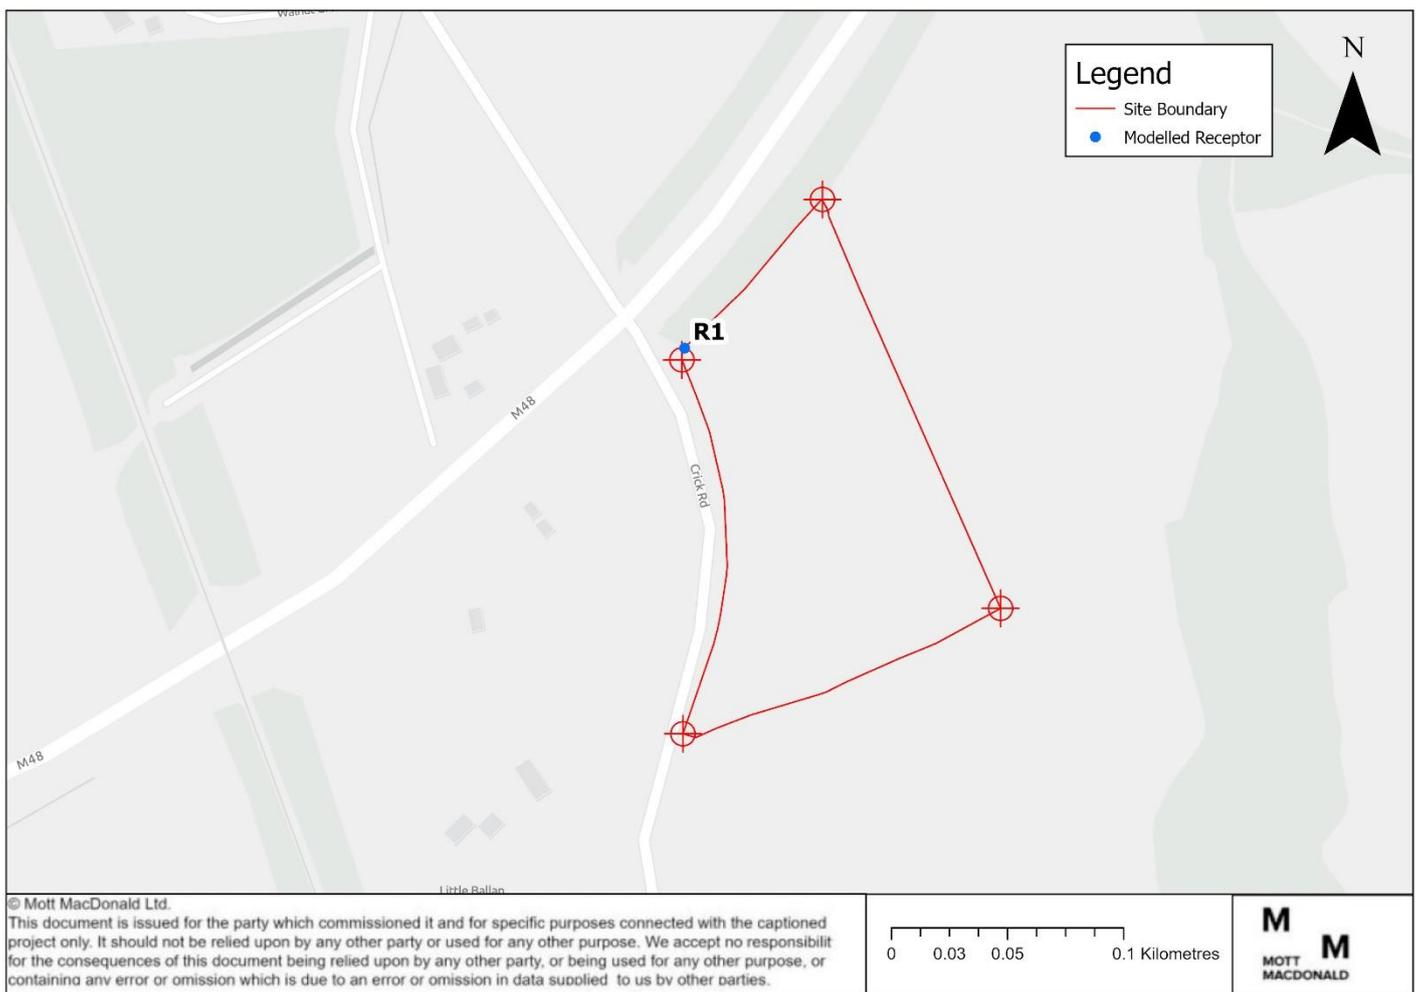 N
Legend
Site Boundary
Modelled Receptor
R1
M48
Crick Rd
M48
Little Ballan
© Mott MacDonald Ltd.
This document is issued for the party which commissioned it and for specific purposes connected with the captioned
project only. It should not be relied upon by any other party or used for any other purpose. We accept no responsibilit
for the consequences of this document being relied upon by any other party, or being used for any other purpose, or
containing any error or omission which is due to an error or omission in data supplied to us by other parties.
0 0.03 0.05 0.1 Kilometres
M
M
MOTT
MACDONALD